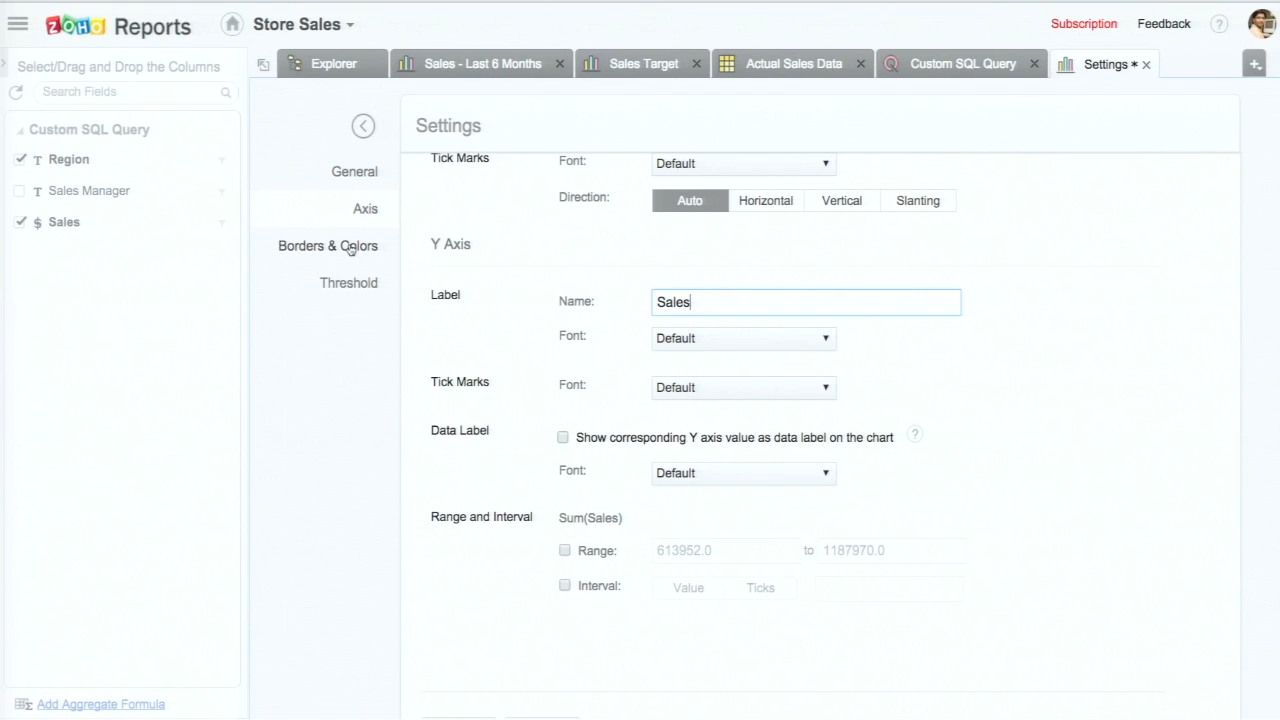 ZOHO Reports
Store Sales
Subscription
Feedback
?
Select/Drag and Drop the Columns
Explorer
Sales - Last 6 Months
Sales Target
Actual Sales Data
Custom SQL Query
Settings *
Search Fields
Custom SQL Query
T Region
T Sales Manager
$ Sales
Add Aggregate Formula
General
Axis
Borders & Colors
Threshold
Settings
Tick Marks
Font:
Default
Direction:
Auto
Horizontal
Vertical
Slanting
Y Axis
Label
Name:
Sales
Font:
Default
Tick Marks
Font:
Default
Data Label
Show corresponding Y axis value as data label on the chart
?
Font:
Default
Range and Interval
Sum(Sales)
Range:
613952.0
to
1187970.0
Interval:
Value
Ticks